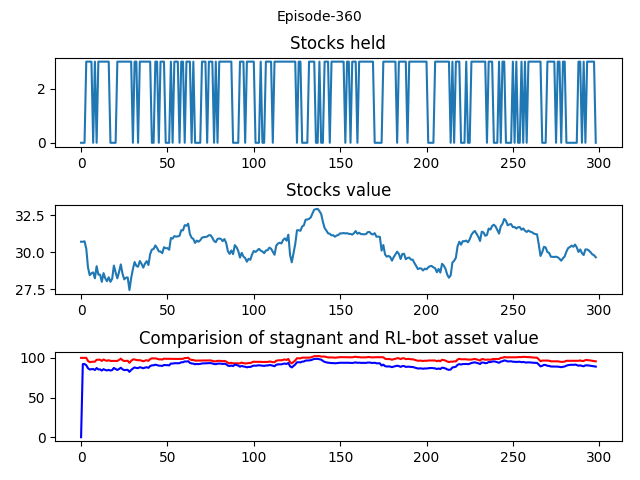 Episode-360
Stocks held
2
0
0 50 100 150 200 250 300
Stocks value
32.5
30.0
27.5
0 50 100 150 200 250 300
Comparision of stagnant and RL-bot asset value
100
50
0
0 50 100 150 200 250 300